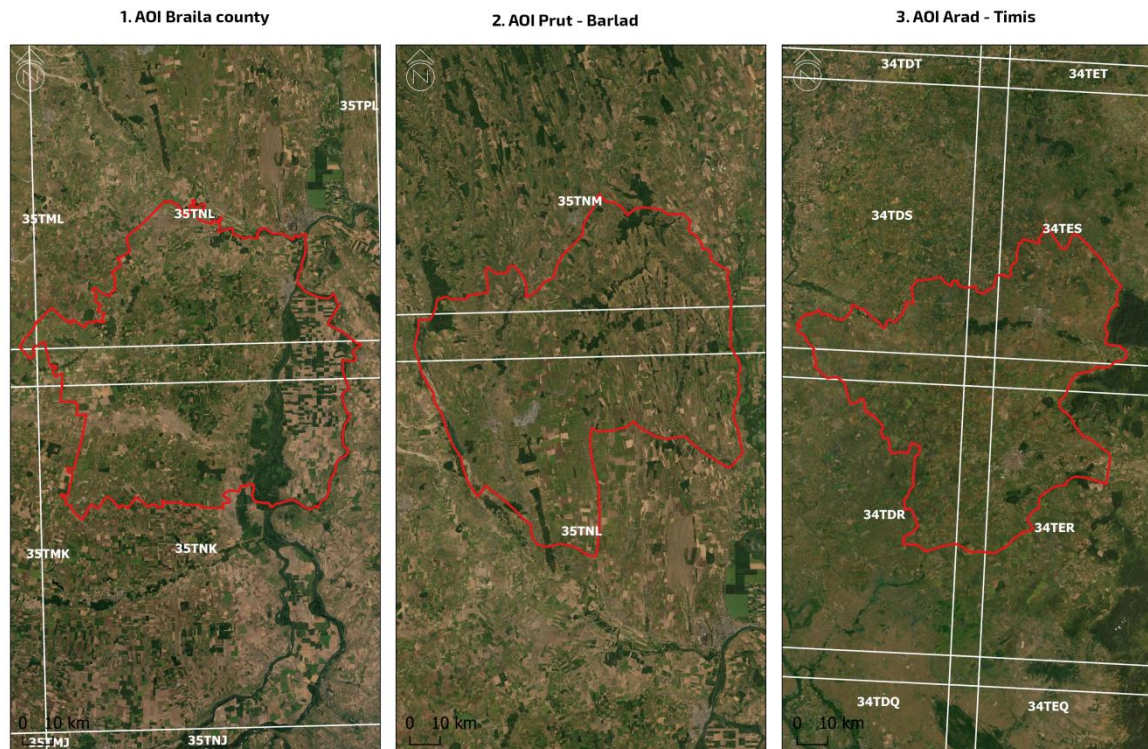 1. AOI Braila county
2. AOI Prut - Barlad
3. AOI Arad - Timis
N
35TPL
35TML
35TNL
35TMK
35TNK
0 10 km
35TMJ
35TNJ
N
35TNM
35TNL
0 10 km
N
34TDT
34TET
34TDS
34TES
34TDR
34TER
34TDQ
34TEQ
0 10 km